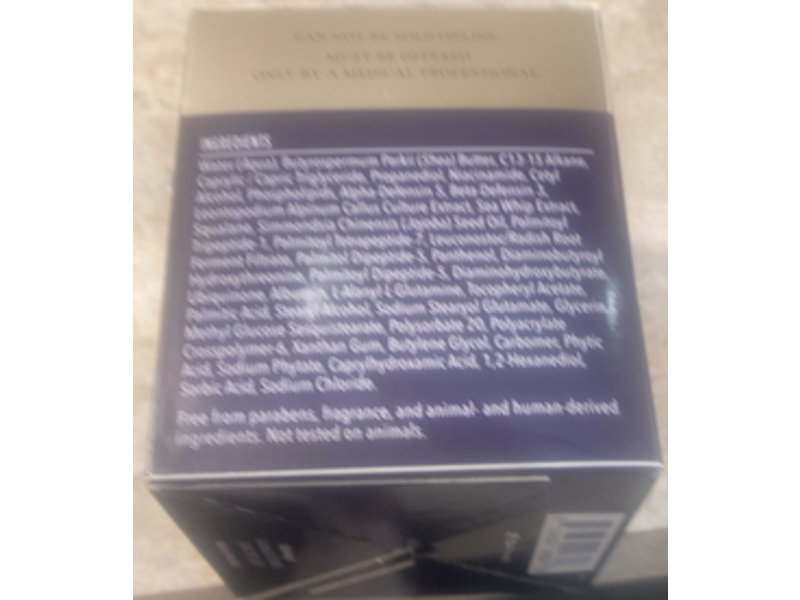 CAN NOT BE SOLD ONLINE
MUST BE OFFERED
ONLY BY A MEDICAL PROFESSIONAL
INGREDIENTS
Water (Aqua), Butyrospermum Parkii (Shea) Butter, C13-15 Alkane,
Caprylic / Capric Triglyceride, Propanediol, Niacinamide, Cetyl
Alcohol, Phospholipids, Alpha Defensin 5, Beta Defensin 3,
Callus Culture Extract, Sea Whip Extract,
Squalane, Simmondsia Chinensis (Jojoba) Seed Oil, Palmitoyl
Tripeptide-1, Palmitoyl Tetrapeptide-7, Leuconostoc/Radish Root
Ferment Filtrate, Palmitoyl Dipeptide-5, Panthenol, Diaminobutyroyl
Hydroxythreonine, Palmitoyl Dipeptide-5, Diaminohydroxybutyrate,
Ubiquinone, L-Alanyl L-Glutamine, Tocopheryl Acetate,
Acid, Stearyl Alcohol, Sodium Stearoyl Glutamate, Glycerin,
Methyl Glucose Sesquistearate, Polysorbate 20, Polyacrylate
Crosspolymer-6, Xanthan Gum, Butylene Glycol, Carbomer, Phytic
Acid, Sodium Phytate, Caprylhydroxamic Acid, 1,2-Hexanediol,
Sorbic Acid, Sodium Chloride.
Free from parabens, fragrance, and animal- and human-derived
ingredients. Not tested on animals.